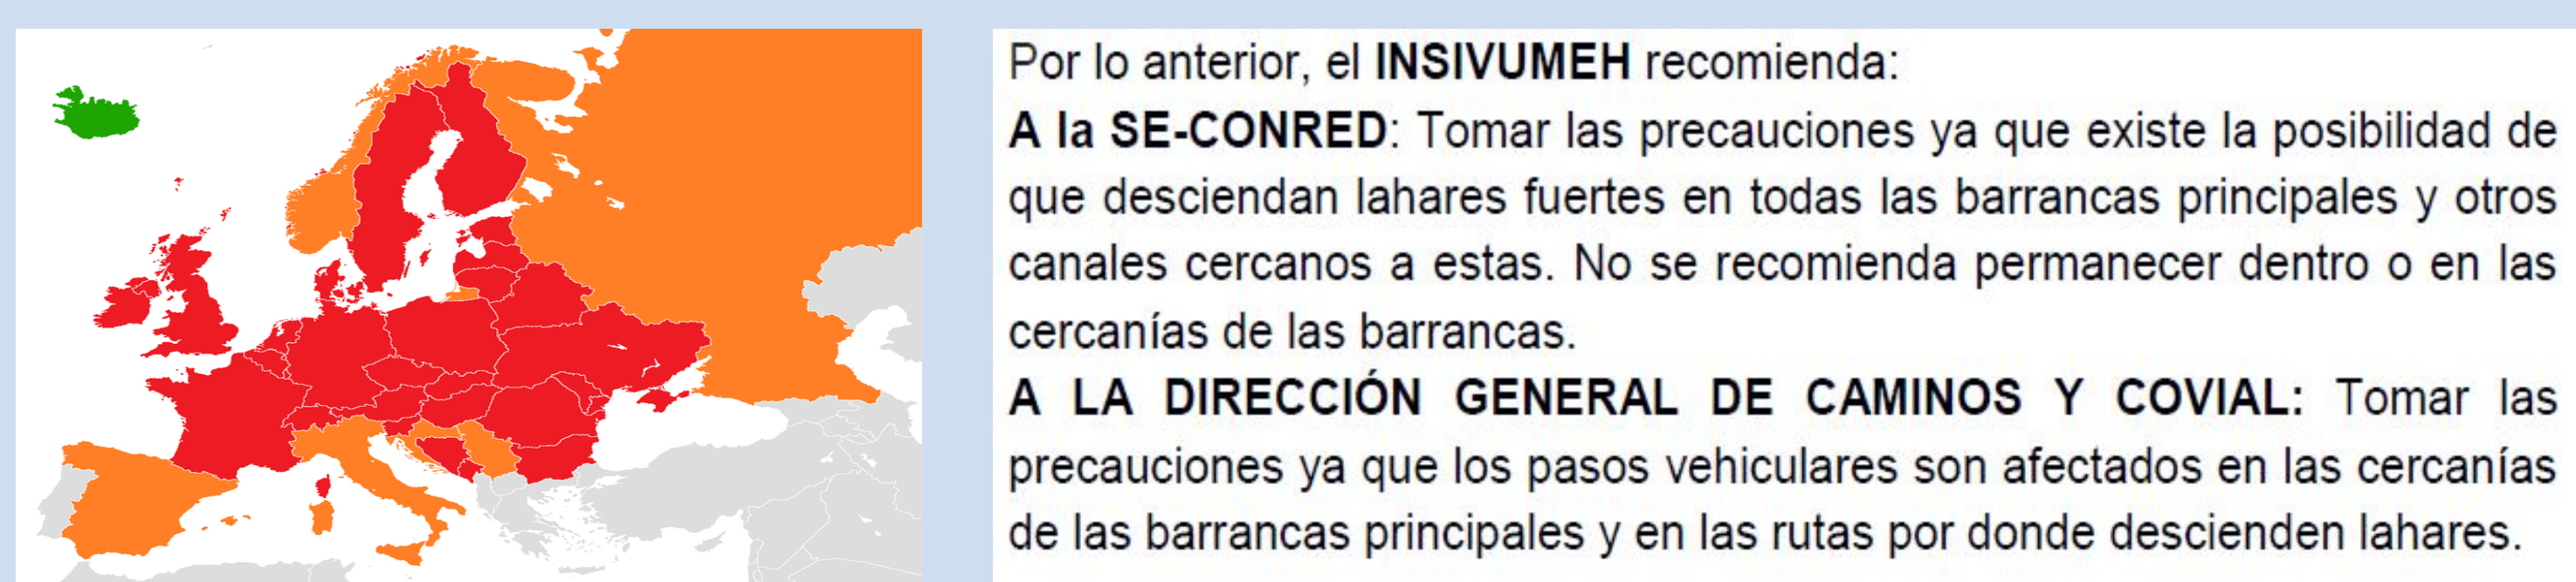 Por lo anterior, el INSIVUMEH recomienda:
A la SE-CONRED: Tomar las precauciones ya que existe la posibilidad de
que desciendan lahares fuertes en todas las barrancas principales y otros
canales cercanos a estas. No se recomienda permanecer dentro o en las
cercanías de las barrancas.
A LA DIRECCIÓN GENERAL DE CAMINOS Y COVIAL: Tomar las
precauciones ya que los pasos vehiculares son afectados en las cercanías
de las barrancas principales y en las rutas por donde descienden lahares.